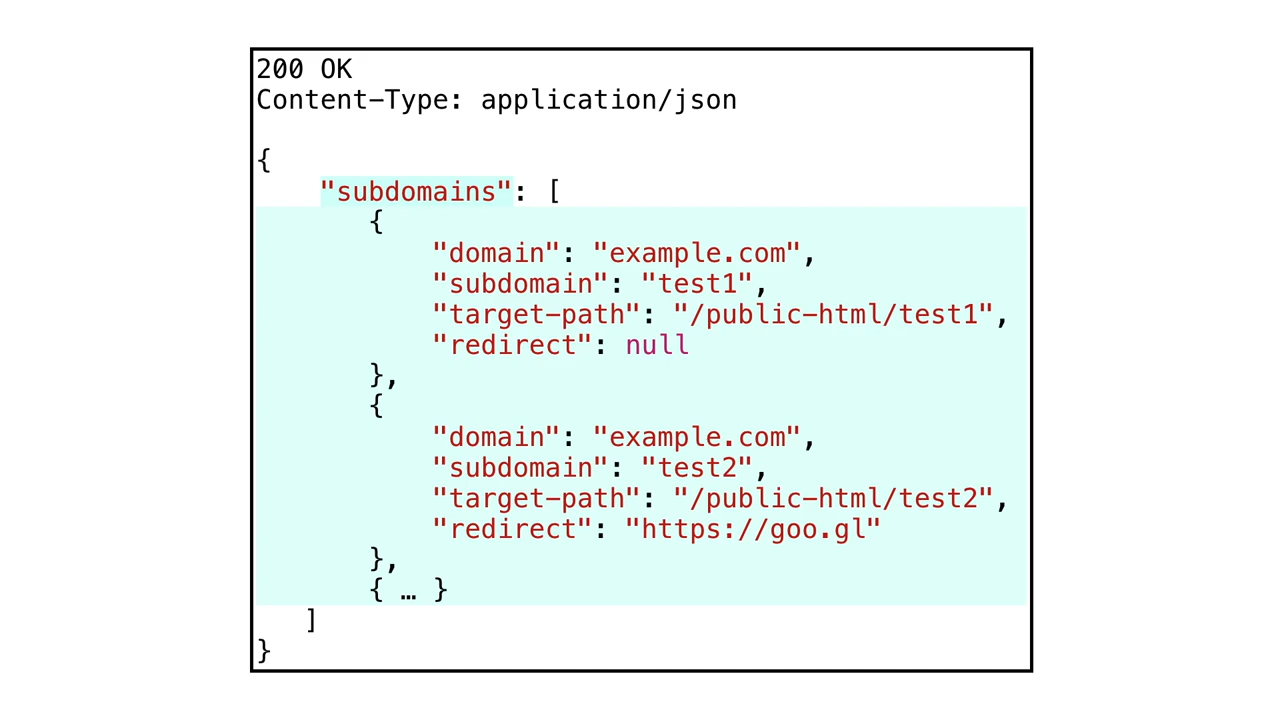 200 OK
Content-Type: application/json
{
"subdomains": [
{
"domain": "example.com",
"subdomain": "test1",
"target-path": "/public-html/test1",
"redirect": null
},
{
"domain": "example.com",
"subdomain": "test2",
"target-path": "/public-html/test2",
"redirect": "https://goo.gl"
},
{ … }
]
}